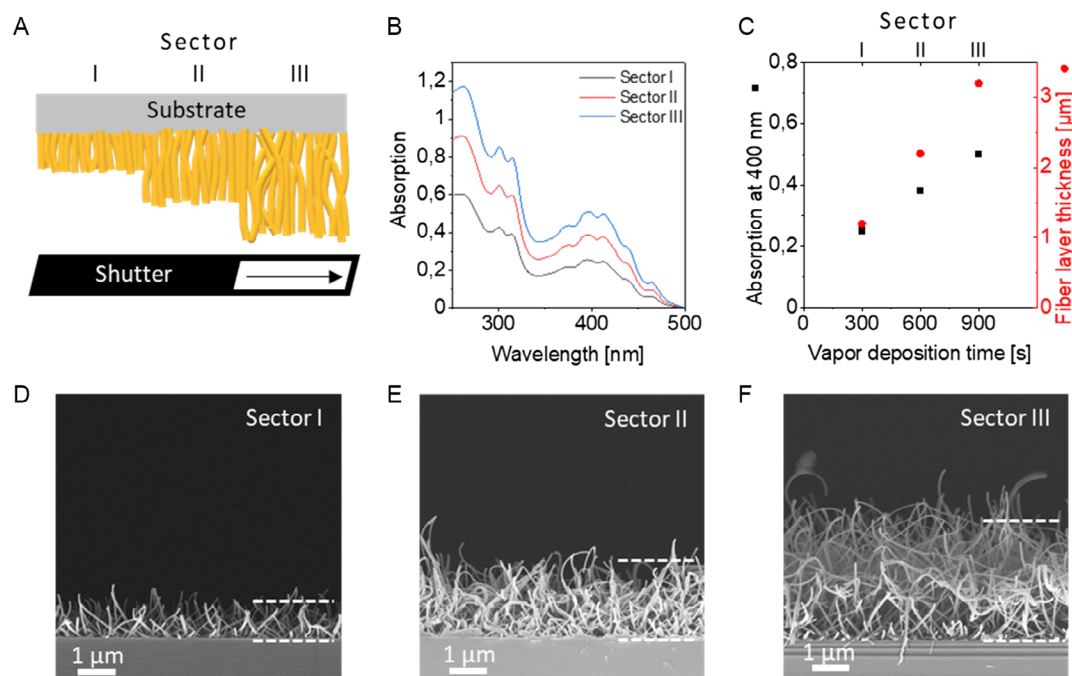 A
Sector
I II III
Substrate
Shutter
B
1,2
1
0,8
0,6
0,4
0,2
0
300 400 500
Absorption
Wavelength [nm]
Sector I
Sector II
Sector III
C
Sector
I II III
0,8
0,6
0,4
0,2
0
0 300 600 900
Absorption at 400 nm
Vapor deposition time [s]
3
2
1
0
Fiber layer thickness [µm]
D
Sector I
1 µm
E
Sector II
1 µm
F
Sector III
1 µm